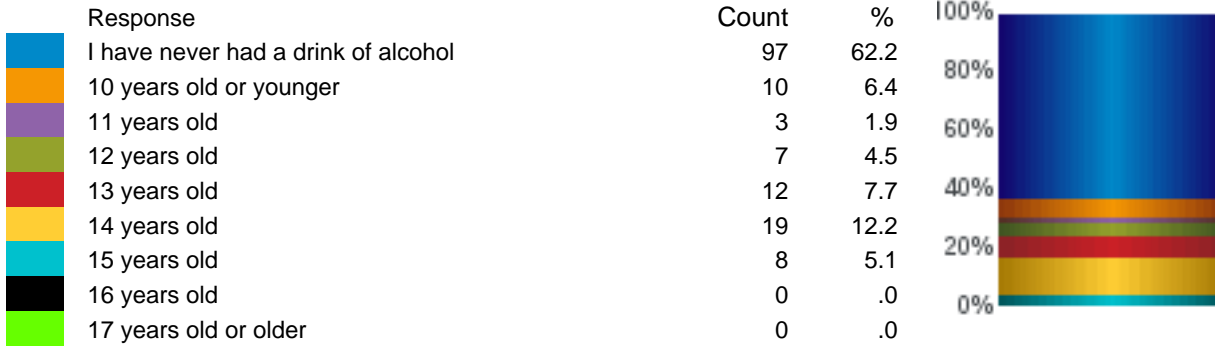 Response Count %
I have never had a drink of alcohol 97 62.2
10 years old or younger 10 6.4
11 years old 3 1.9
12 years old 7 4.5
13 years old 12 7.7
14 years old 19 12.2
15 years old 8 5.1
16 years old 0 .0
17 years old or older 0 .0
100%
80%
60%
40%
20%
0%